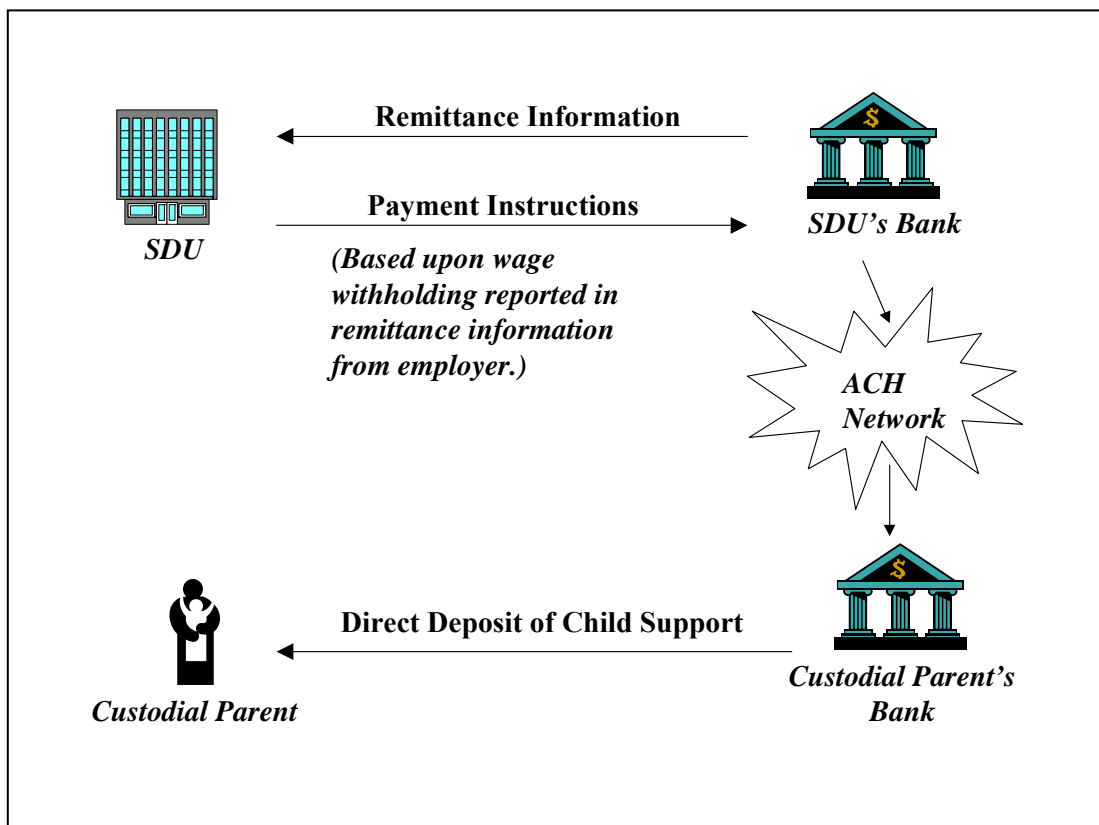 Remittance Information
$
SDU's Bank
Payment Instructions
SDU
(Based upon wage
withholding reported in
remittance information
from employer.)
ACH
Network
$
Direct Deposit of Child Support
Custodial Parent's
Bank
Custodial Parent